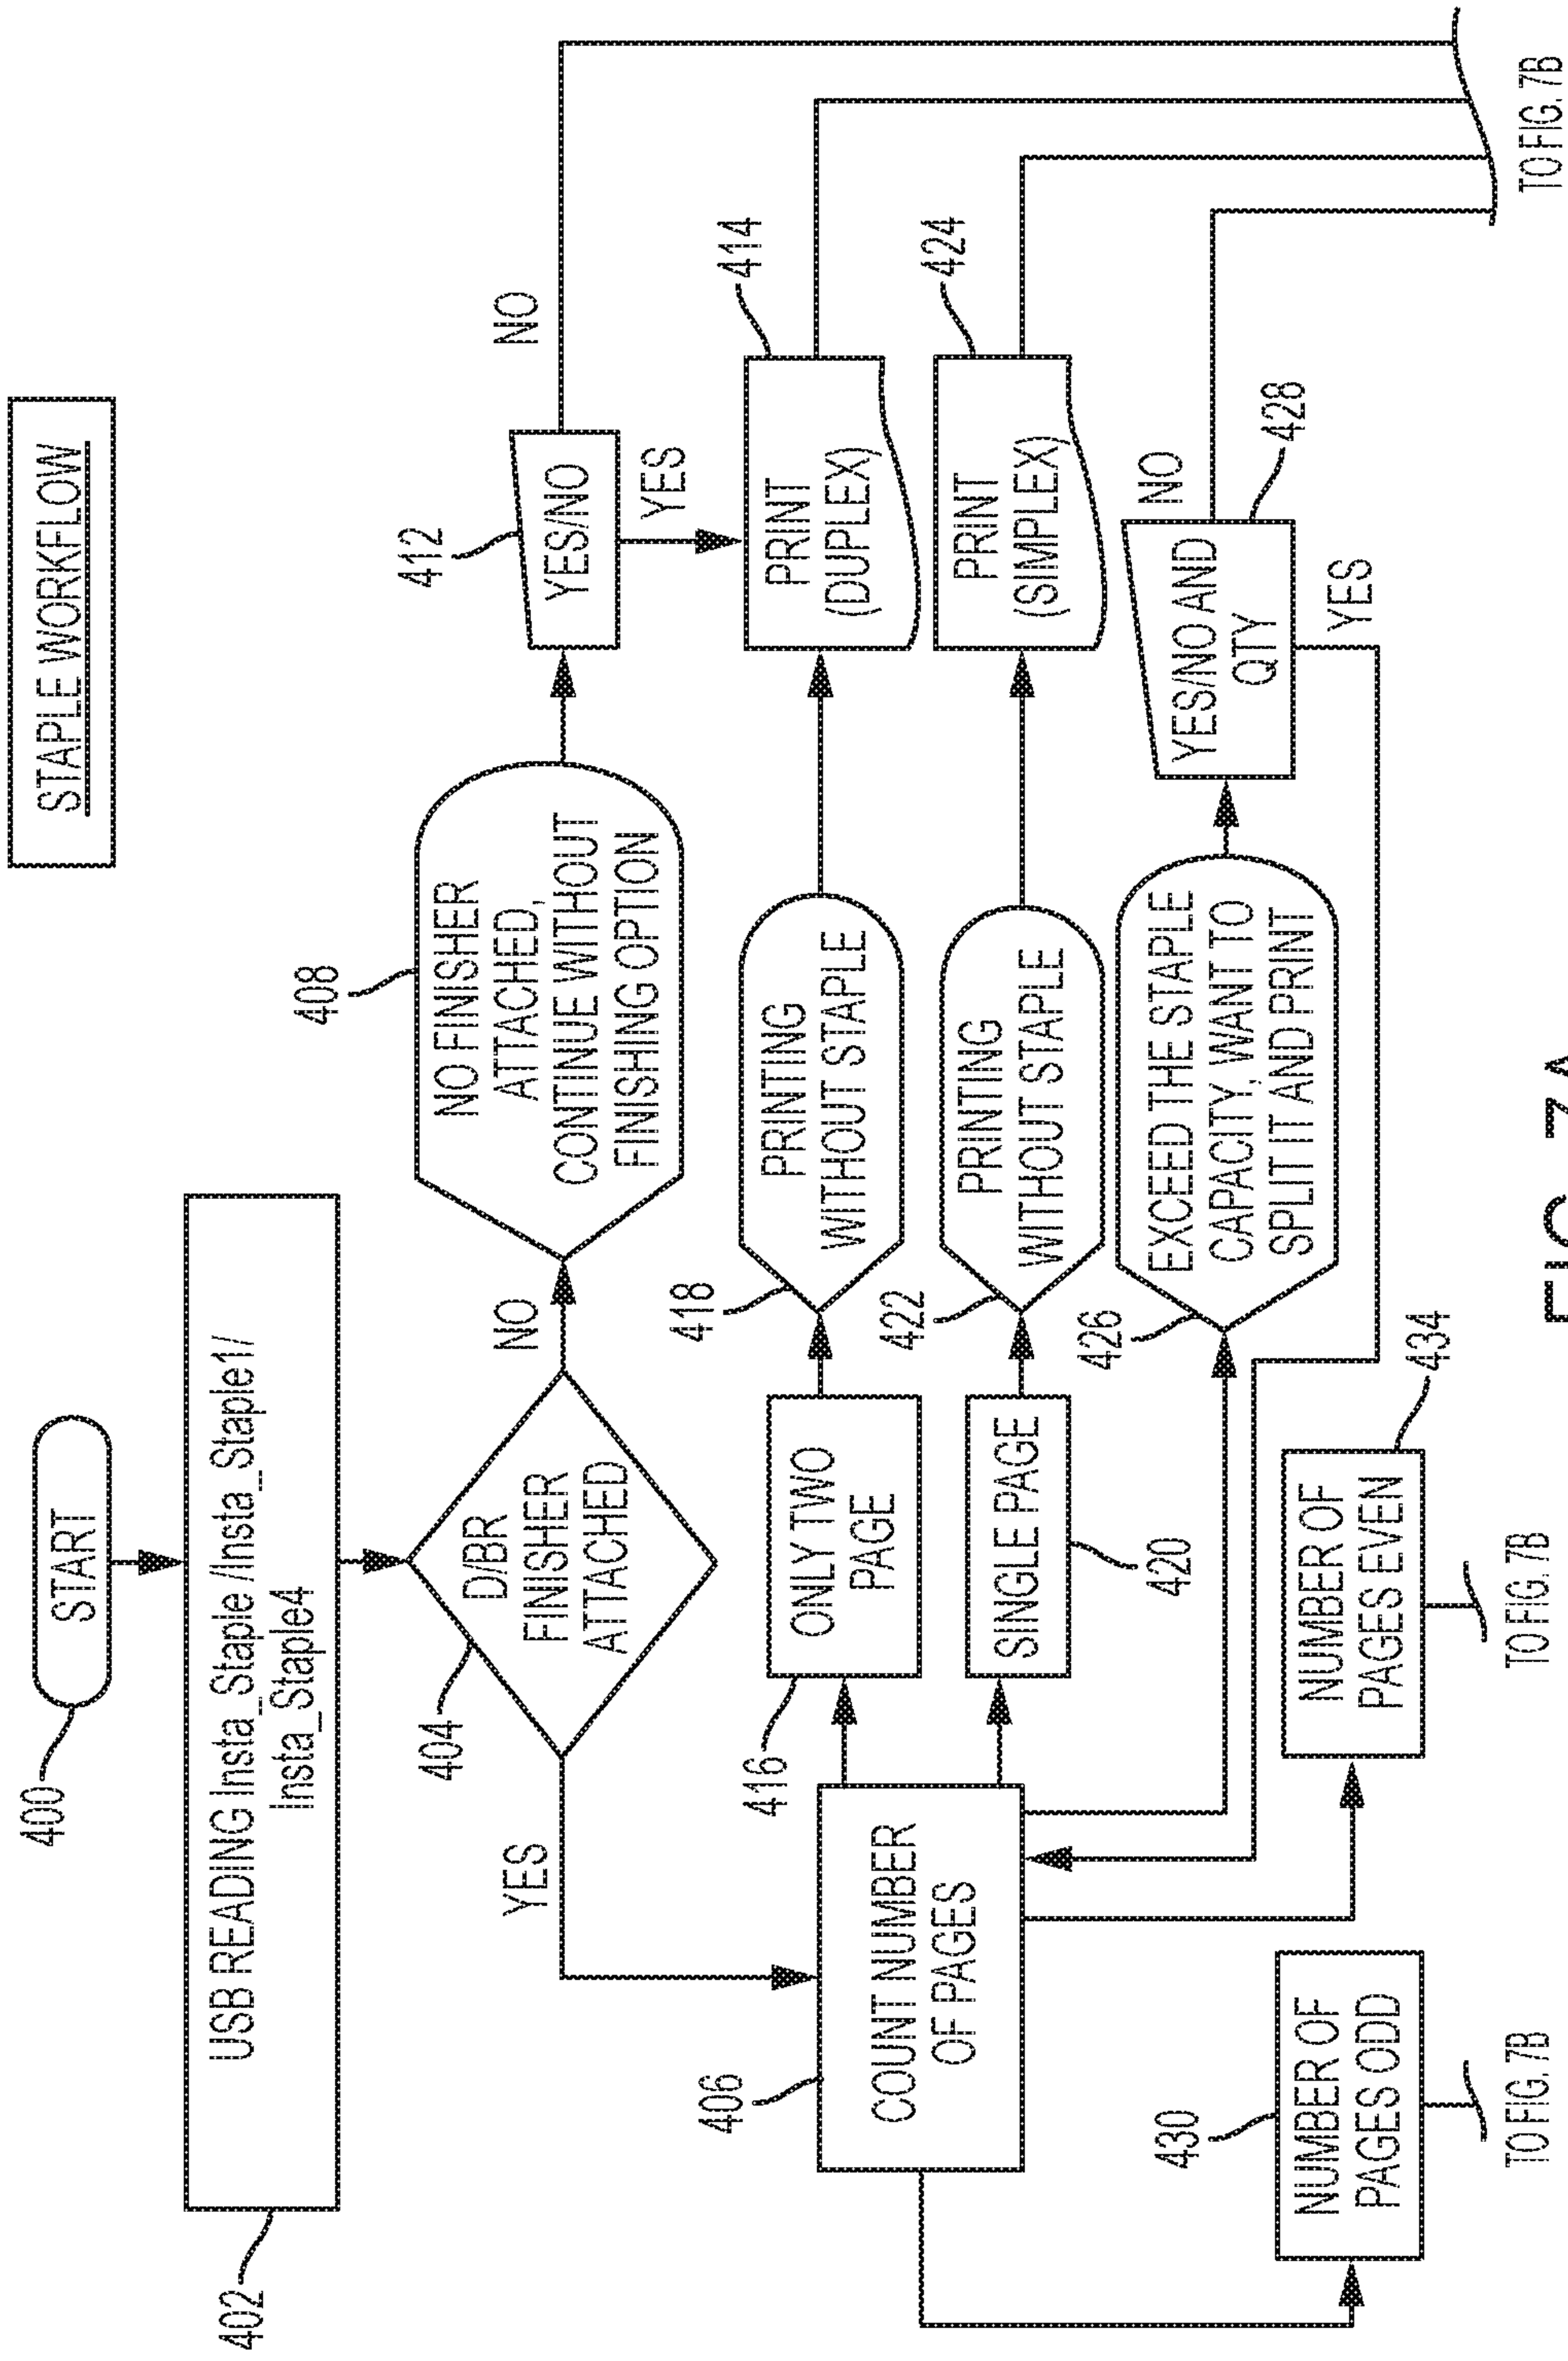 STAPLE WORKFLOW
400
START
402
USB READING Insta_Staple /Insta_Staple1/
Insta_Staple4
404
D/BR
FINISHER
ATTACHED
NO
YES
408
NO FINISHER
ATTACHED,
CONTINUE WITHOUT
FINISHING OPTION
412
YES/NO
NO
YES
406
COUNT NUMBER
OF PAGES
416
ONLY TWO
PAGE
418
PRINTING
WITHOUT STAPLE
414
PRINT
(DUPLEX)
420
SINGLE PAGE
422
PRINTING
WITHOUT STAPLE
424
PRINT
(SIMPLEX)
426
EXCEED THE STAPLE
CAPACITY, WANT TO
SPLIT IT AND PRINT
428
YES/NO AND
QTY
NO
YES
430
NUMBER OF
PAGES ODD
434
NUMBER OF
PAGES EVEN
TO FIG. 7B
TO FIG. 7B
TO FIG. 7B
FIG. 7A